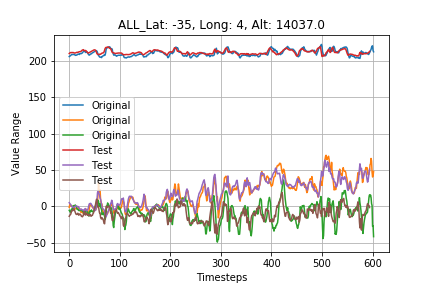 ALL_Lat: -35, Long: 4, Alt: 14037.0
Value Range
200
150
100
50
0
−50
Original
Original
Original
Test
Test
Test
0
100
200
300
400
500
600
Timesteps